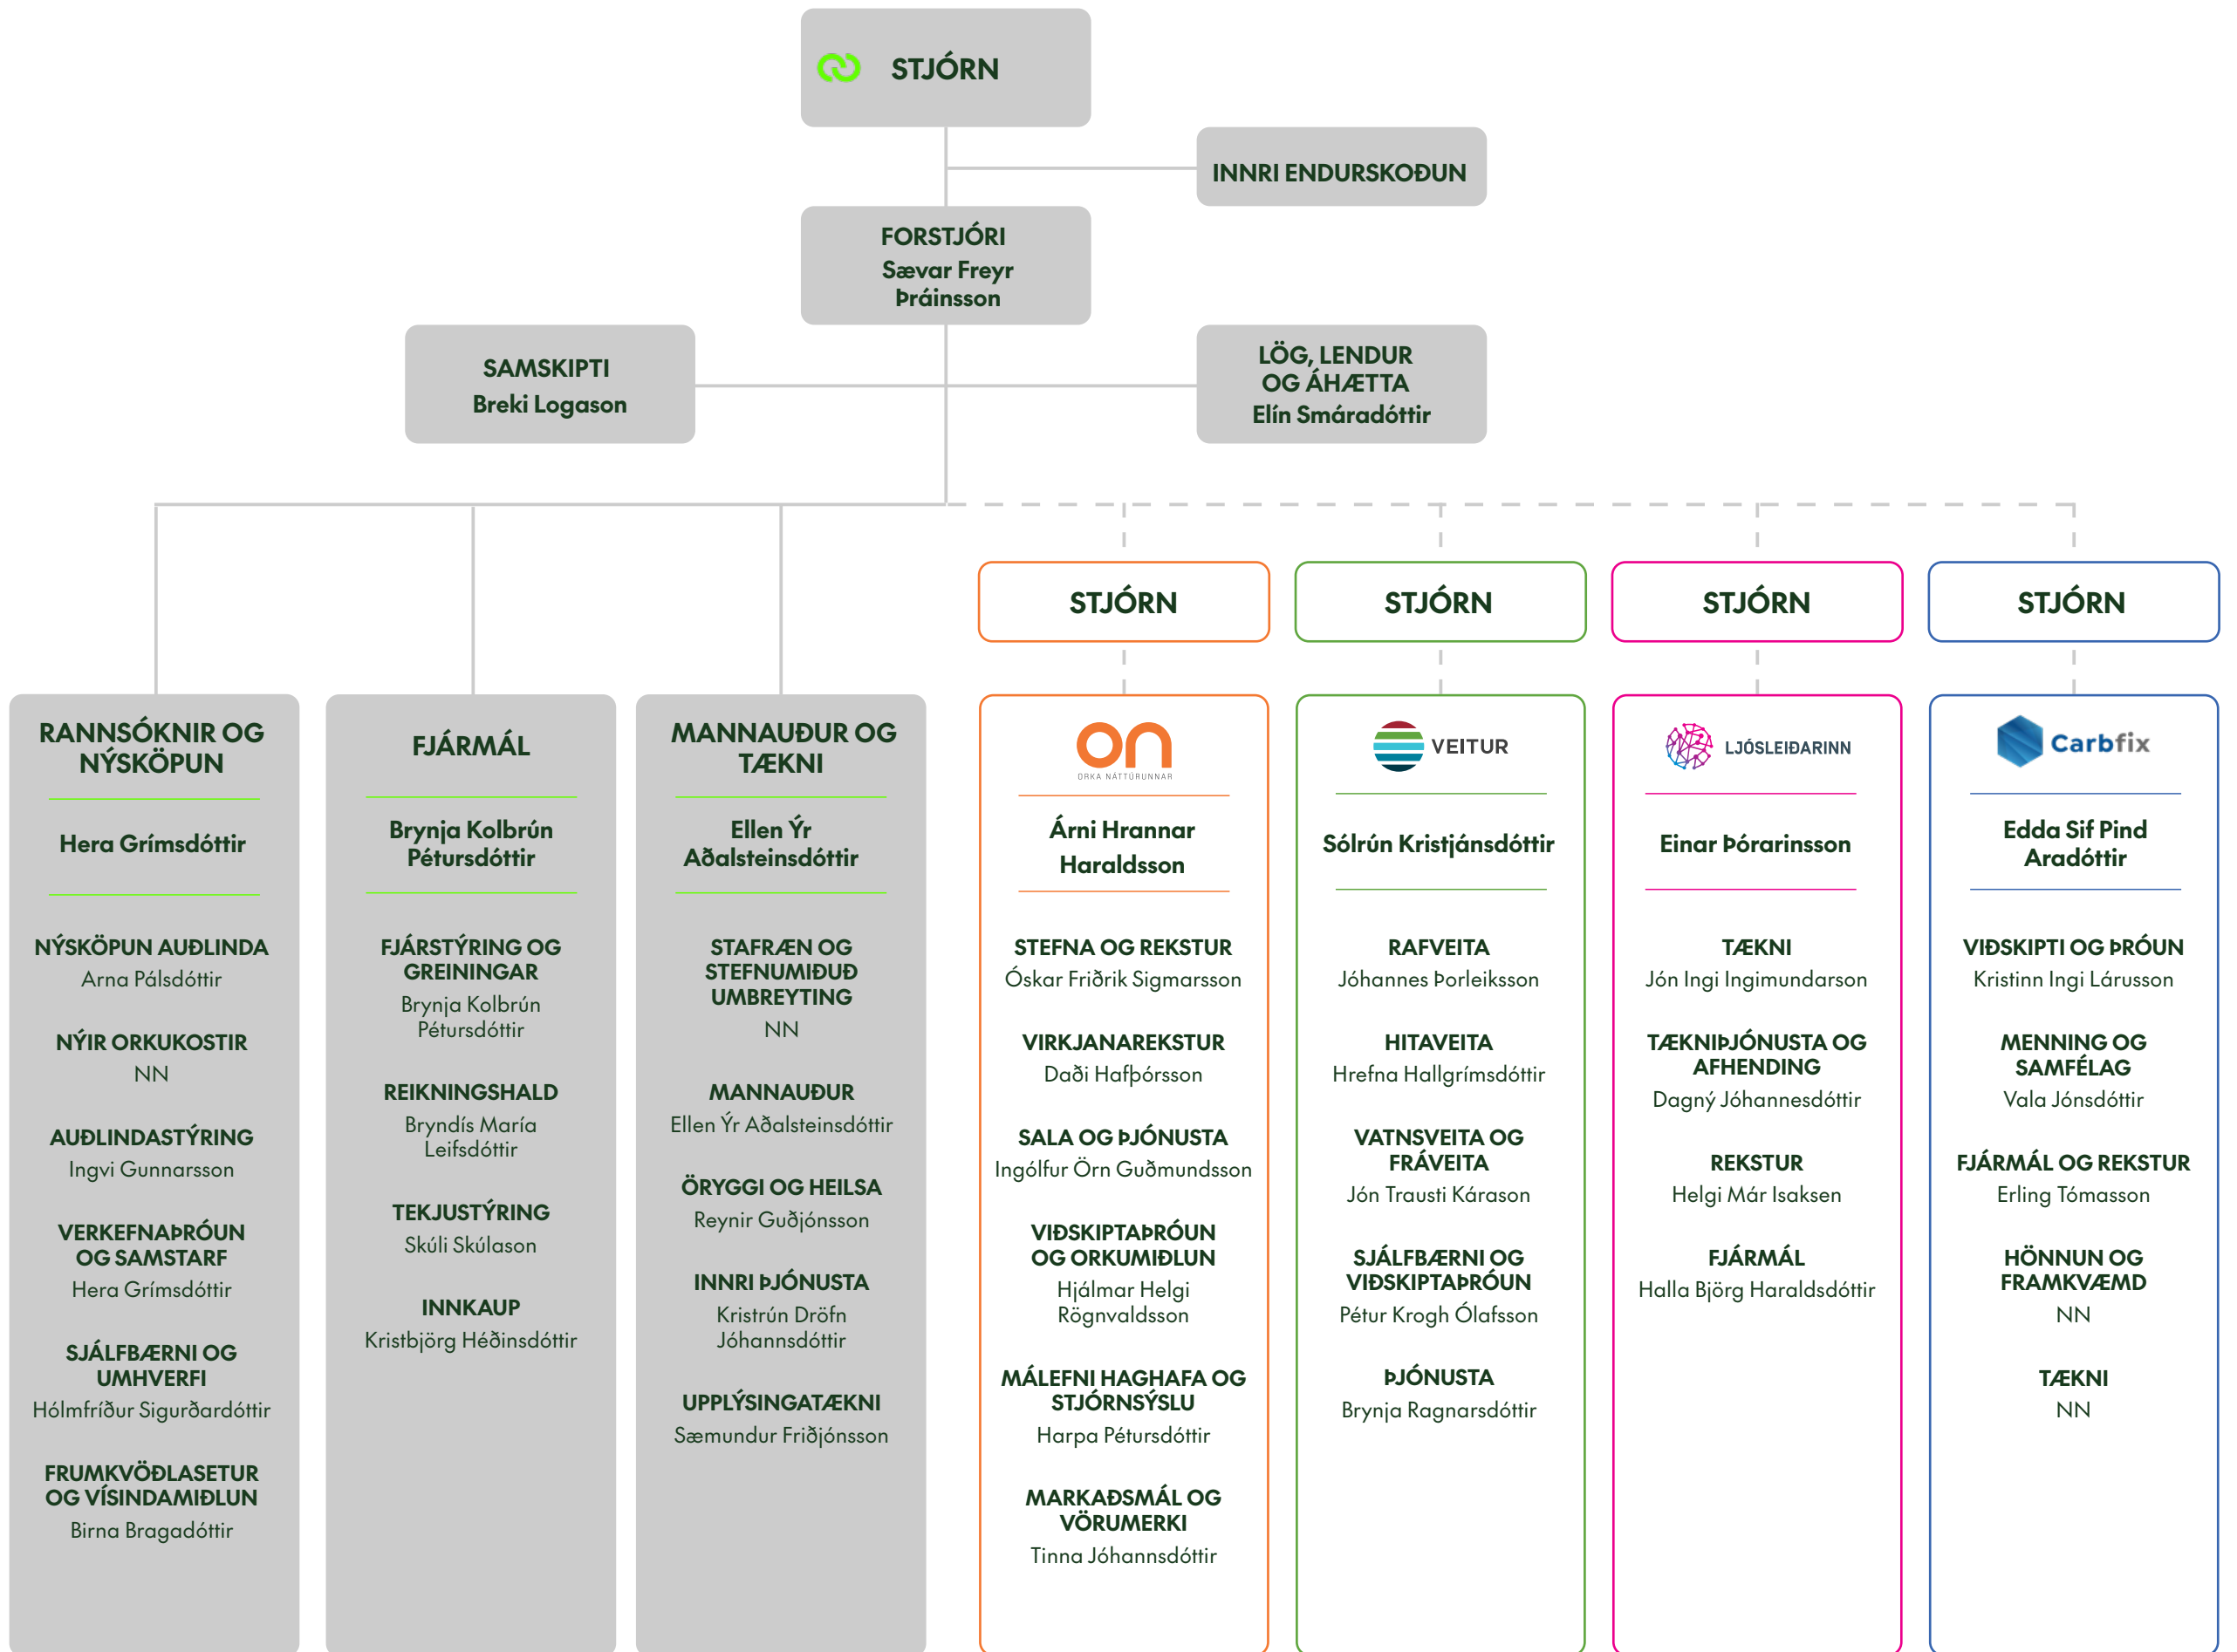 STJÓRN
INNRI ENDURSKOÐUN
FORSTJÓRI
Sævar Freyr
Þráinsson
SAMSKIPTI
Breki Logason
LÖG, LENDUR
OG ÁHÆTTA
Elín Smáradóttir
STJÓRN
STJÓRN
STJÓRN
STJÓRN
RANNSÓKNIR OG
NÝSKÖPUN
Hera Grímsdóttir
NÝSKÖPUN AUÐLINDA
Arna Pálsdóttir
NÝIR ORKUKOSTIR
NN
AUÐLINDASTÝRING
Ingvi Gunnarsson
VERKEFNAÞRÓUN
OG SAMSTARF
Hera Grímsdóttir
SJÁLFBÆRNI OG
UMHVERFI
Hólmfríður Sigurðardóttir
FRUMKVÖÐLASETUR
OG VÍSINDAMIÐLUN
Birna Bragadóttir
FJÁRMÁL
Brynja Kolbrún
Pétursdóttir
FJÁRSTÝRING OG
GREININGAR
Brynja Kolbrún
Pétursdóttir
REIKNINGSHALD
Bryndís María
Leifsdóttir
TEKJUSTÝRING
Skúli Skúlason
INNKAUP
Kristbjörg Héðinsdóttir
MANNAUÐUR OG
TÆKNI
Ellen Ýr
Aðalsteinsdóttir
STAFRÆN OG
STEFNUMIÐUÐ
UMBREYTING
NN
MANNAUÐUR
Ellen Ýr Aðalsteinsdóttir
ÖRYGGI OG HEILSA
Reynir Guðjónsson
INNRI ÞJÓNUSTA
Kristrún Dröfn
Jóhannsdóttir
UPPLÝSINGATÆKNI
Sæmundur Friðjónsson
on
ORKA NÁTTÚRUNNAR
Árni Hrannar
Haraldsson
STEFNA OG REKSTUR
Óskar Friðrik Sigmarsson
VIRKJANAREKSTUR
Daði Hafþórsson
SALA OG ÞJÓNUSTA
Ingólfur Örn Guðmundsson
VIÐSKIPTAÞRÓUN
OG ORKUMIÐLUN
Hjálmar Helgi
Rögnvaldsson
MÁLEFNI HAGHAFA OG
STJÓRNSÝSLU
Harpa Pétursdóttir
MARKAÐSMÁL OG
VÖRUMERKI
Tinna Jóhannsdóttir
VEITUR
Sólrún Kristjánsdóttir
RAFVEITA
Jóhannes Þorleiksson
HITAVEITA
Hrefna Hallgrímsdóttir
VATNSVEITA OG
FRÁVEITA
Jón Trausti Kárason
SJÁLFBÆRNI OG
VIÐSKIPTAÞRÓUN
Pétur Krogh Ólafsson
ÞJÓNUSTA
Brynja Ragnarsdóttir
LJÓSLEIÐARINN
Einar Þórarinsson
TÆKNI
Jón Ingi Ingimundarson
TÆKNIÞJÓNUSTA OG
AFHENDING
Dagný Jóhannesdóttir
REKSTUR
Helgi Már Isaksen
FJÁRMÁL
Halla Björg Haraldsdóttir
Carbfix
Edda Sif Pind
Aradóttir
VIÐSKIPTI OG ÞRÓUN
Kristinn Ingi Lárusson
MENNING OG
SAMFÉLAG
Vala Jónsdóttir
FJÁRMÁL OG REKSTUR
Erling Tómasson
HÖNNUN OG
FRAMKVÆMD
NN
TÆKNI
NN